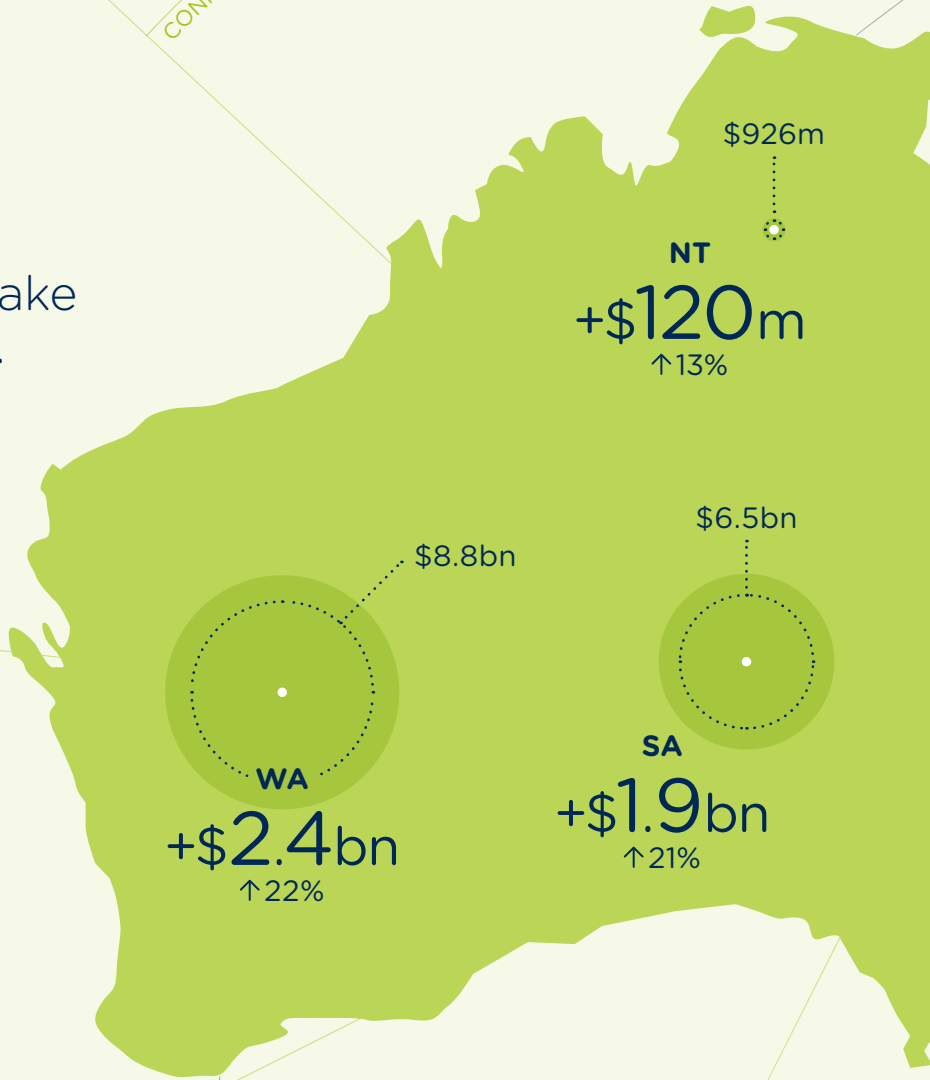 $926m
NT
+$120m
↑13%
ake
.
$6.5bn
$8.8bn
SA
+$1.9bn
↑21%
WA
+$2.4bn
↑22%